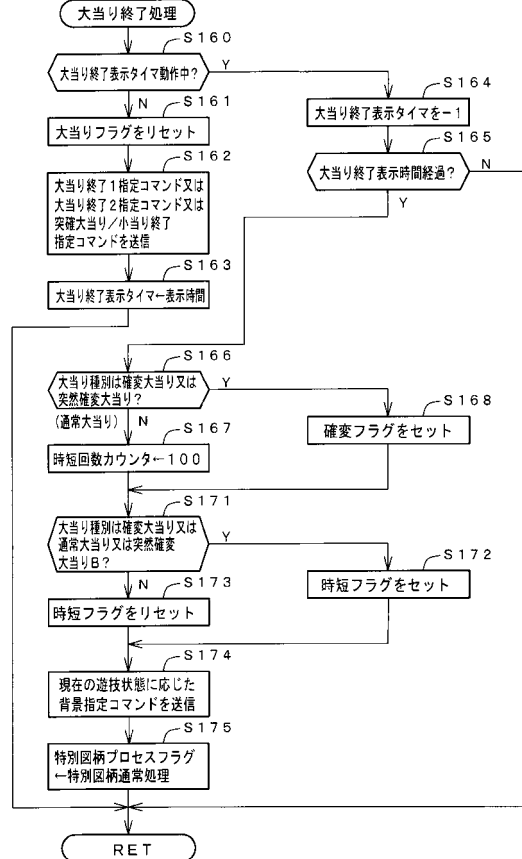 大当り終了処理
S160
大当り終了表示タイマ動作中?
Y
N
S161
大当りフラグをリセット
S162
大当り終了1指定コマンド又は
大当り終了2指定コマンド又は
突確大当り/小当り終了
指定コマンドを送信
S163
大当り終了表示タイマ←表示時間
S164
大当り終了表示タイマを-1
S165
大当り終了表示時間経過?
N
Y
S166
大当り種別は確変大当り又は
突然確変大当り?
Y
(通常大当り)
N
S167
時短回数カウンタ←100
S168
確変フラグをセット
S171
大当り種別は確変大当り又は
通常大当り又は突然確変
大当りB?
Y
N
S172
時短フラグをセット
S173
時短フラグをリセット
S174
現在の遊技状態に応じた
背景指定コマンドを送信
S175
特別図柄プロセスフラグ
←特別図柄通常処理
RET